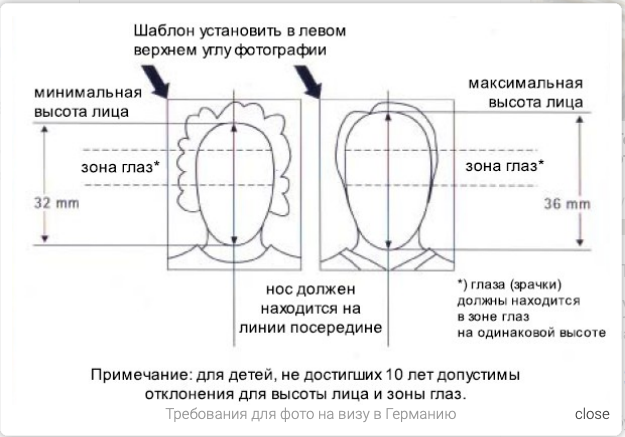 Шаблон установить в левом
верхнем углу фотографии
минимальная
высота лица
максимальная
высота лица
зона глаз*
зона глаз*
32 mm
36 mm
нос должен
находится на
линии посередине
*) глаза (зрачки)
должны находится
в зоне глаз
на одинаковой высоте
Примечание: для детей, не достигших 10 лет допустимы
отклонения для высоты лица и зоны глаз.
Требования для фото на визу в Германию
close